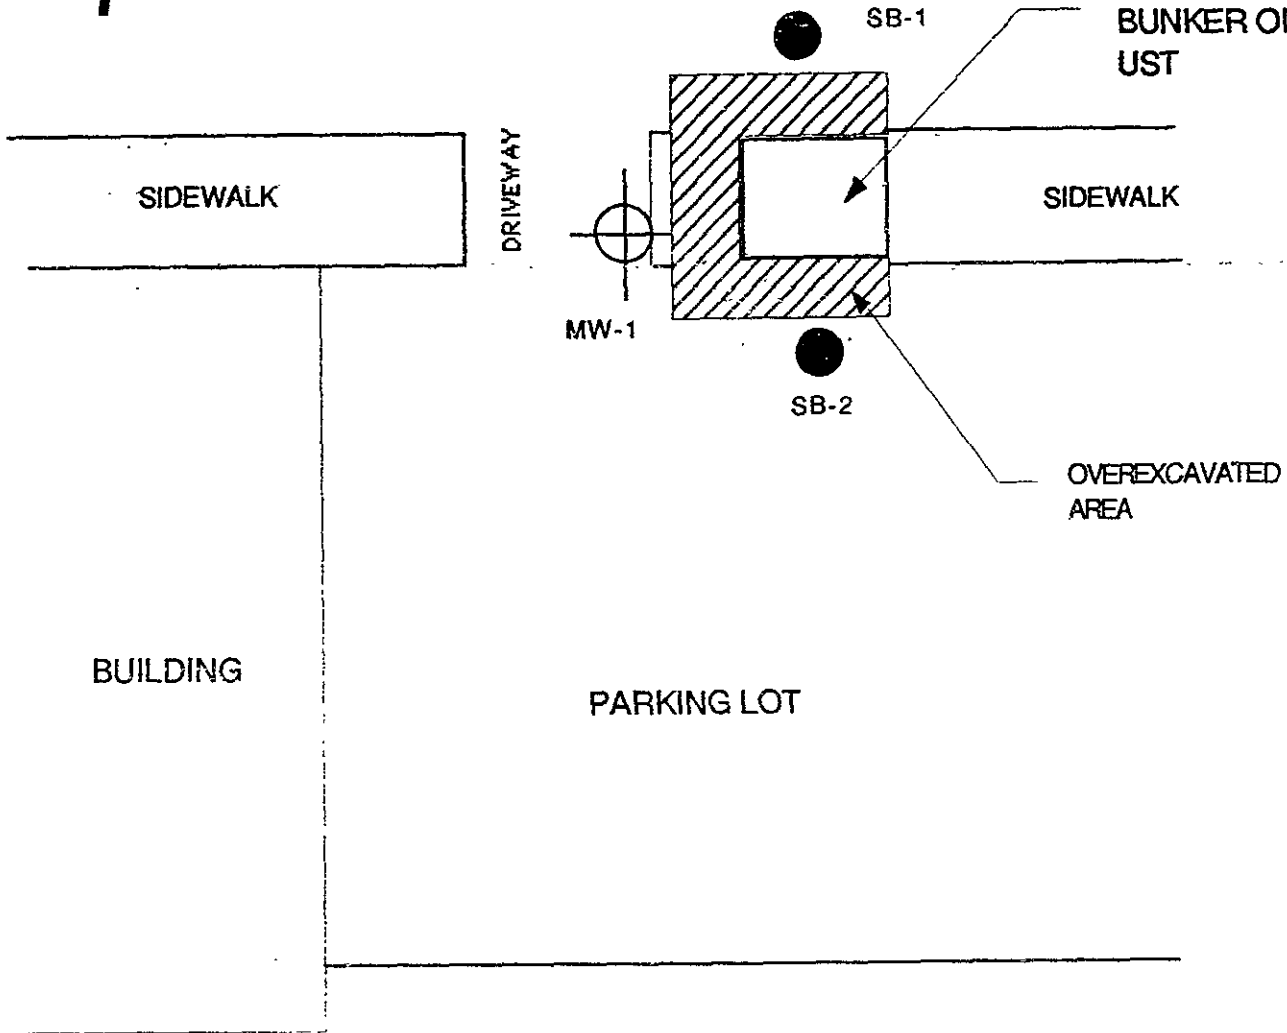 SB-1
BUNKER OI
UST
SIDEWALK
DRIVEWAY
SIDEWALK
MW-1
SB-2
OVEREXCAVATED
AREA
BUILDING
PARKING LOT